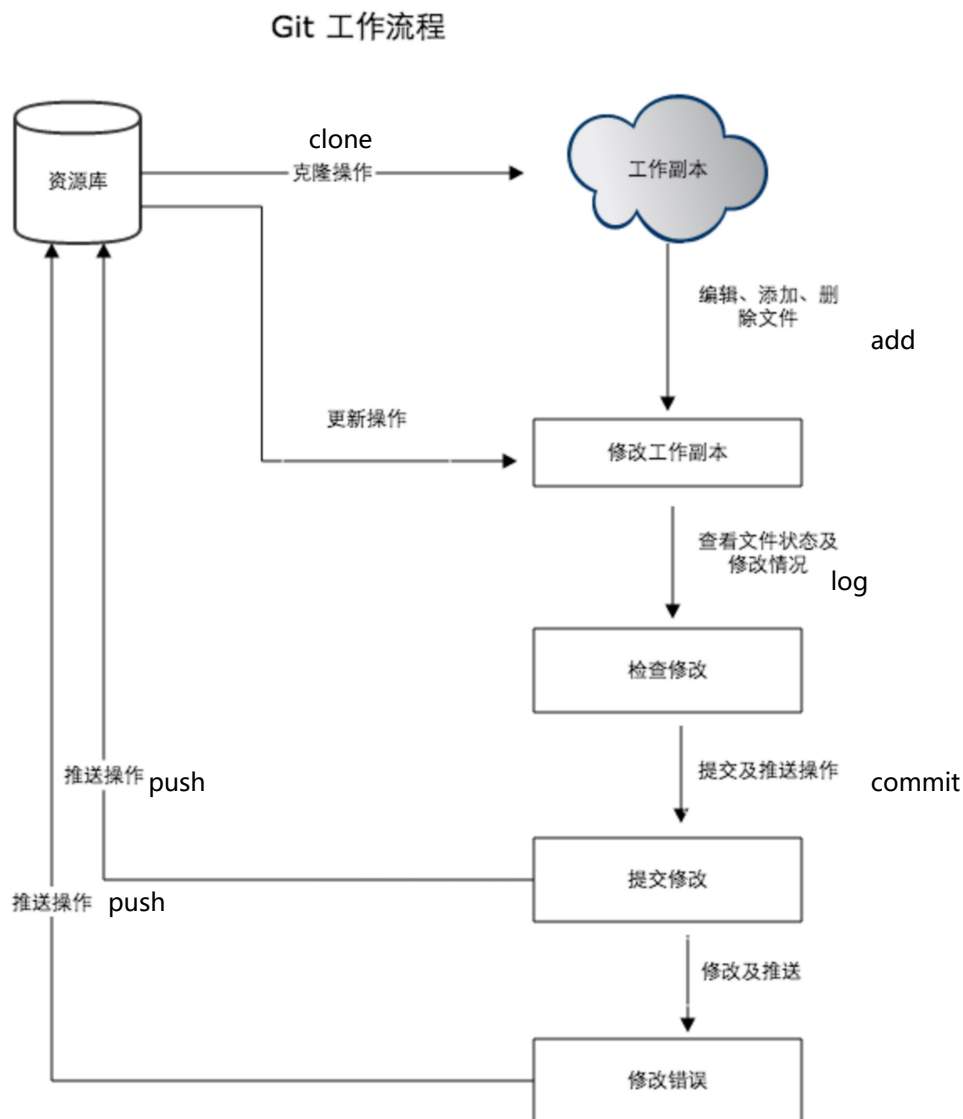 Git 工作流程
clone
资源库
克隆操作
工作副本
编辑、添加、删
除文件
add
更新操作
修改工作副本
查看文件状态及
修改情况
log
检查修改
推送操作
push
提交及推送操作
commit
提交修改
推送操作
push
修改及推送
修改错误